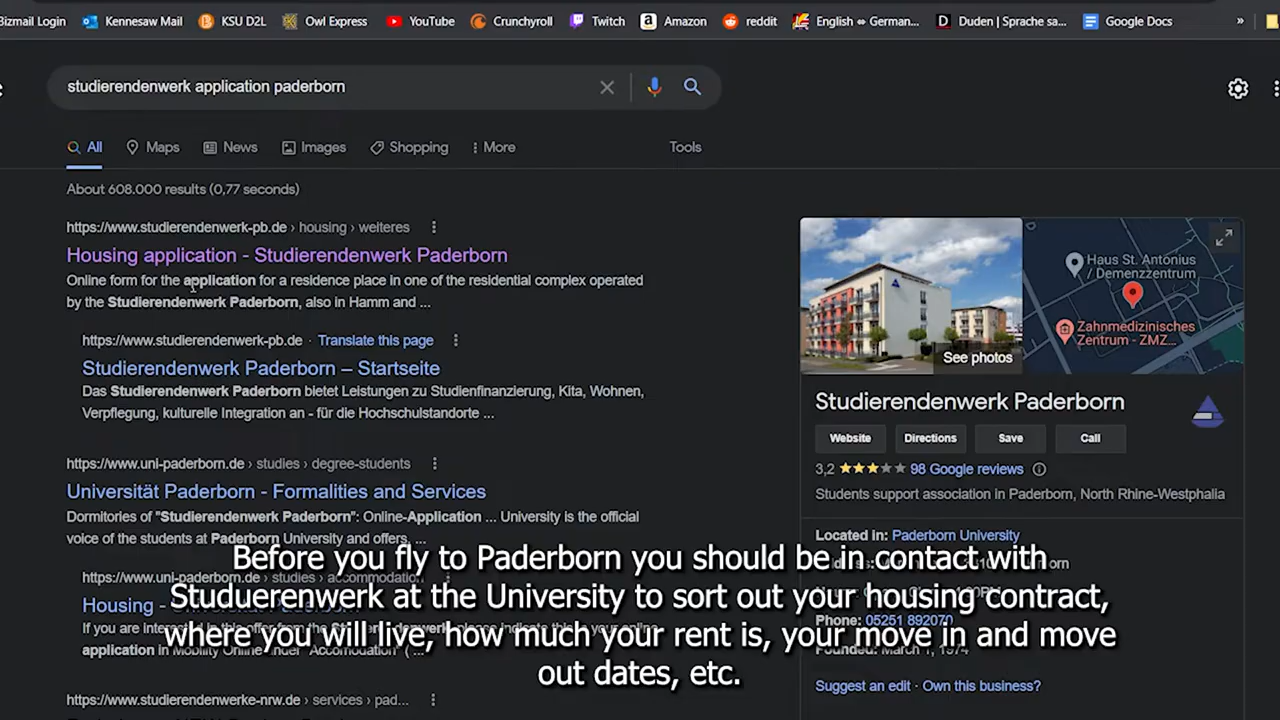 Bizmail Login Kennesaw Mail KSU D2L Owl Express YouTube Crunchyroll Twitch Amazon reddit English ⇔ German... Duden | Sprache sa... Google Docs »
studierendenwerk application paderborn
All Maps News Images Shopping More Tools
About 608.000 results (0,77 seconds)
https://www.studierendenwerk-pb.de › housing › welteres
Housing application - Studierendenwerk Paderborn
Online form for the application for a residence place in one of the residential complex operated
by the Studierendenwerk Paderborn, also in Hamm and ...
https://www.studierendenwerk-pb.de · Translate this page
Studierendenwerk Paderborn – Startseite
Das Studierendenwerk Paderborn bietet Leistungen zu Studienfinanzierung, Kita, Wohnen,
Verpflegung, kulturelle Integration an - für die Hochschulstandorte ...
https://www.uni-paderborn.de › studies › degree-students
Universität Paderborn - Formalities and Services
Dormitories of "Studierendenwerk Paderborn": Online-Application ... University is the official
voice of the students at Paderborn University and offers, ...
https://www.uni-paderborn.de › studies › accommodation
Housing -
If you are interested in this offer from the
application in Mobility Online under "Accomodation" (
https://www.studierendenwerke-nrw.de › services › pad...
Haus St. Antonius
/ Demenzzentrum
Zahnmedizinisches
Zentrum - ZMZ...
See photos
Studierendenwerk Paderborn
Website Directions Save Call
3,2 98 Google reviews
Students support association in Paderborn, North Rhine-Westphalia
Located in: Paderborn University
Phone: 05251 892070
Founded: March 1, 1974
Suggest an edit · Own this business?
Before you fly to Paderborn you should be in contact with
Studuerenwerk at the University to sort out your housing contract,
where you will live, how much your rent is, your move in and move
out dates, etc.